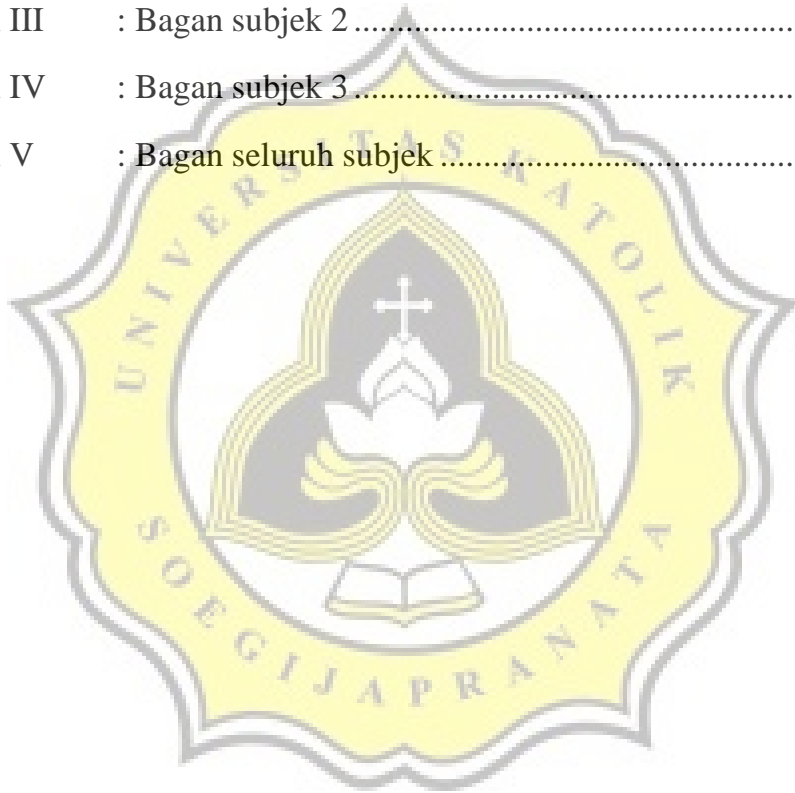 III : Bagan subjek 2 ................................................
IV : Bagan subjek 3 ................................................
V : Bagan seluruh subjek .......................................
UNIVERSITAS KATOLIK
SOEGIJAPRANATA